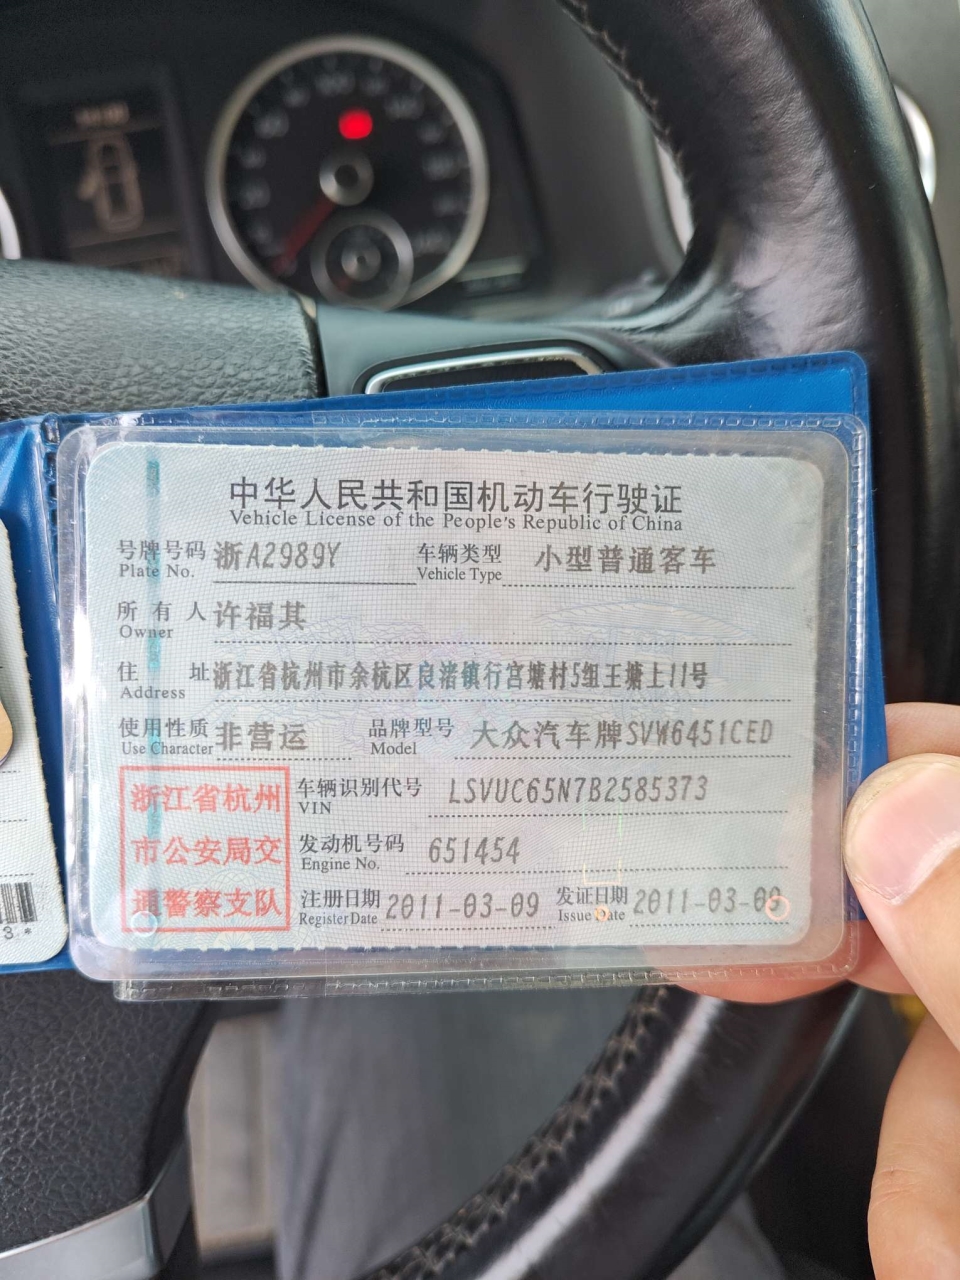 中华人民共和国机动车行驶证
Vehicle License of the People's Republic of China
号牌号码 浙A2989Y 车辆类型 小型普通客车
Plate No. Vehicle Type
所有人 许福其
Owner
住址 浙江省杭州市余杭区良渚镇行宫塘村5组王塘上11号
Address
使用性质 非营运 品牌型号 大众汽车牌SVW6451CED
Use Character Model
浙江省杭州
市公安局交
通警察支队
车辆识别代号 LSVUC65N7B2585373
VIN
发动机号码 651454
Engine No.
注册日期 2011-03-09 发证日期 2011-03-09
Register Date Issue Date
3.*